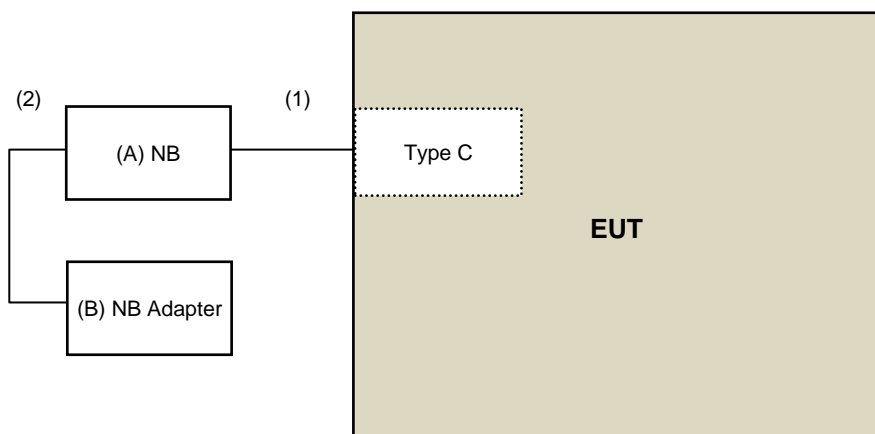 (2)
(1)
(A) NB
Type C
EUT
(B) NB Adapter